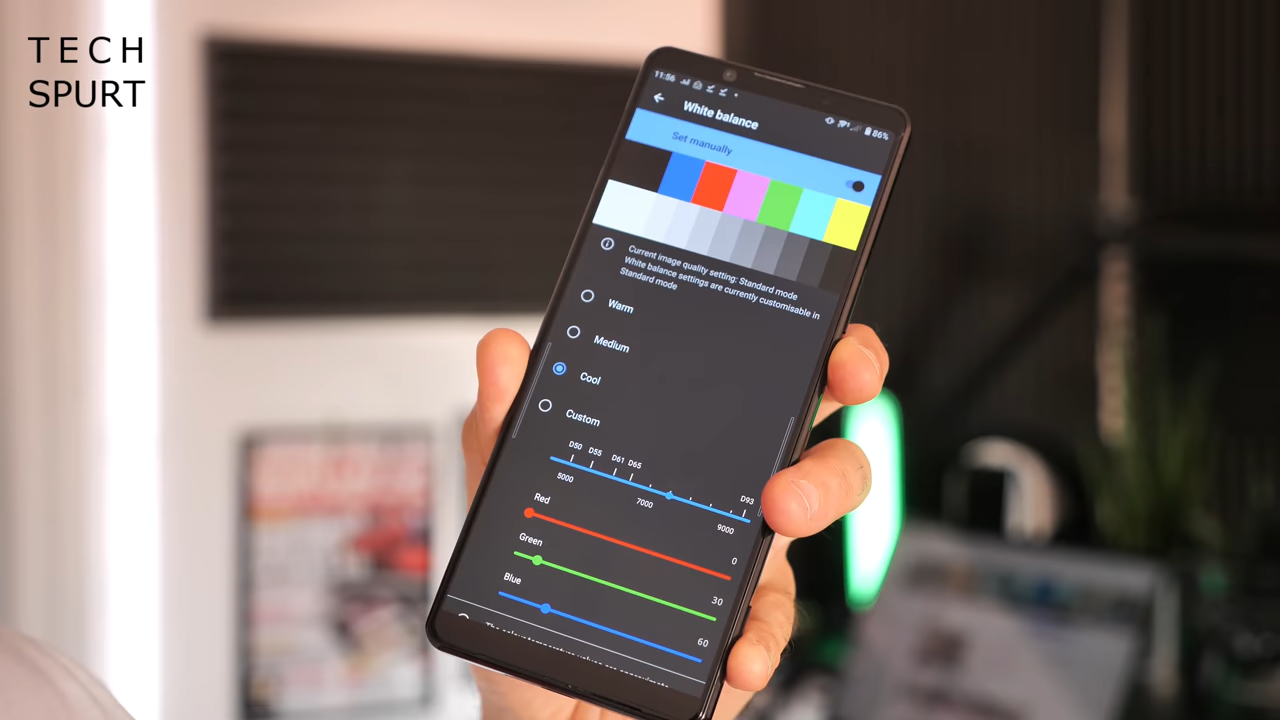 TECH
SPURT
11:56
86%
White balance
Set manually
Current image quality setting: Standard mode
White balance settings are currently customisable in
Standard mode
Warm
Medium
Cool
Custom
D50 D55 D61 D65 D93
5000 7000 9000
Red
0
Green
30
Blue
60